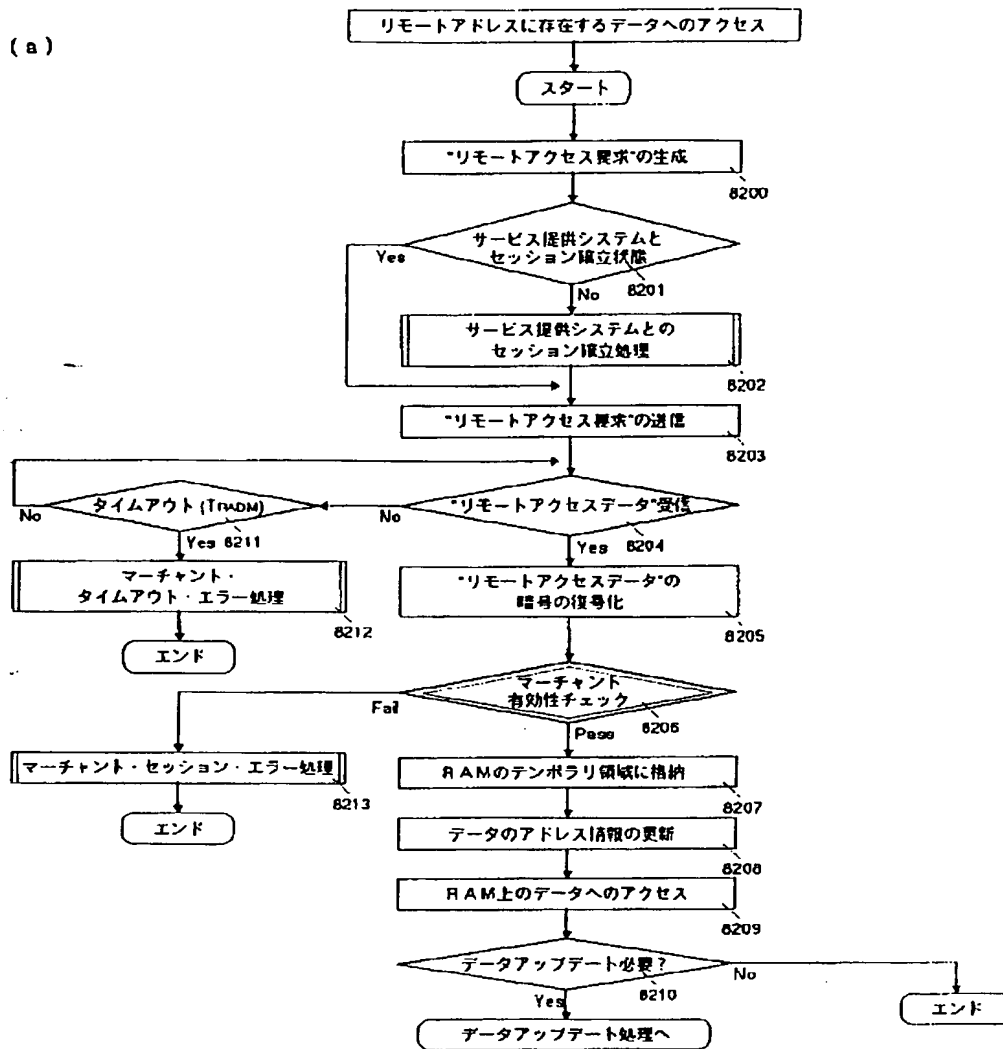 (a)
リモートアドレスに存在するデータへのアクセス
スタート
"リモートアクセス要求"の生成
8200
サービス提供システムと
セッション確立状態
Yes
8201
No
サービス提供システムとの
セッション確立処理
8202
"リモートアクセス要求"の送信
8203
タイムアウト(TRADM)
No
8211
Yes
"リモートアクセスデータ"受信
No
8204
Yes
マーチャント・
タイムアウト・エラー処理
8212
エンド
"リモートアクセスデータ"の
暗号の復号化
8205
マーチャント
有効性チェック
Fail
8206
Pass
マーチャント・セッション・エラー処理
8213
エンド
RAMのテンポラリ領域に格納
8207
データのアドレス情報の更新
8208
RAM上のデータへのアクセス
8209
データアップデート必要?
No
8210
Yes
エンド
データアップデート処理へ